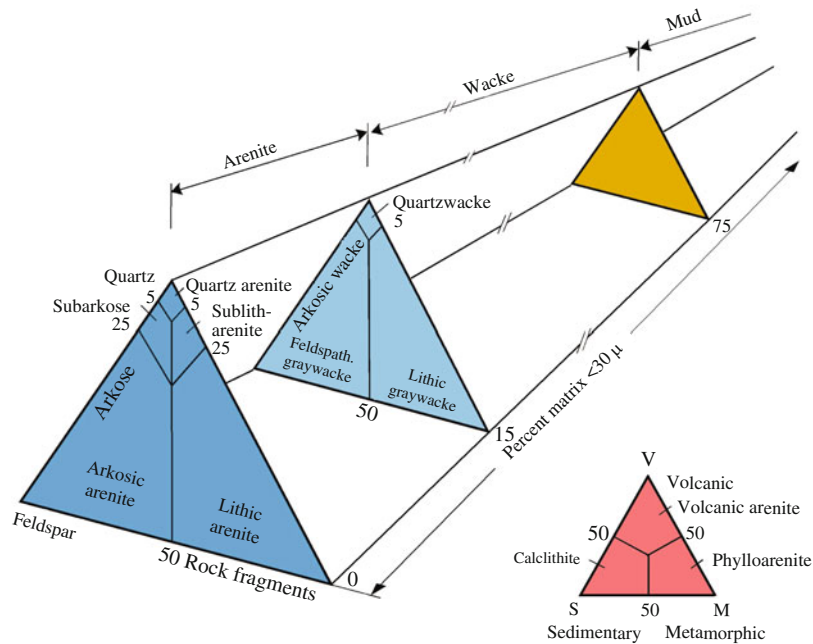 Mud
Wacke
Arenite
Quartzwacke
5
Arkosic wacke
75
Quartz
Quartz arenite
5
5
Subarkose
Sublith-
arenite
25
25
Feldspath.
graywacke
Lithic
graywacke
50
15
Arkose
Percent matrix <30 μ
Arkosic
arenite
Lithic
arenite
Feldspar
50 Rock fragments
0
V
Volcanic
Volcanic arenite
50
50
Calclithite
Phylloarenite
S
50
M
Sedimentary
Metamorphic